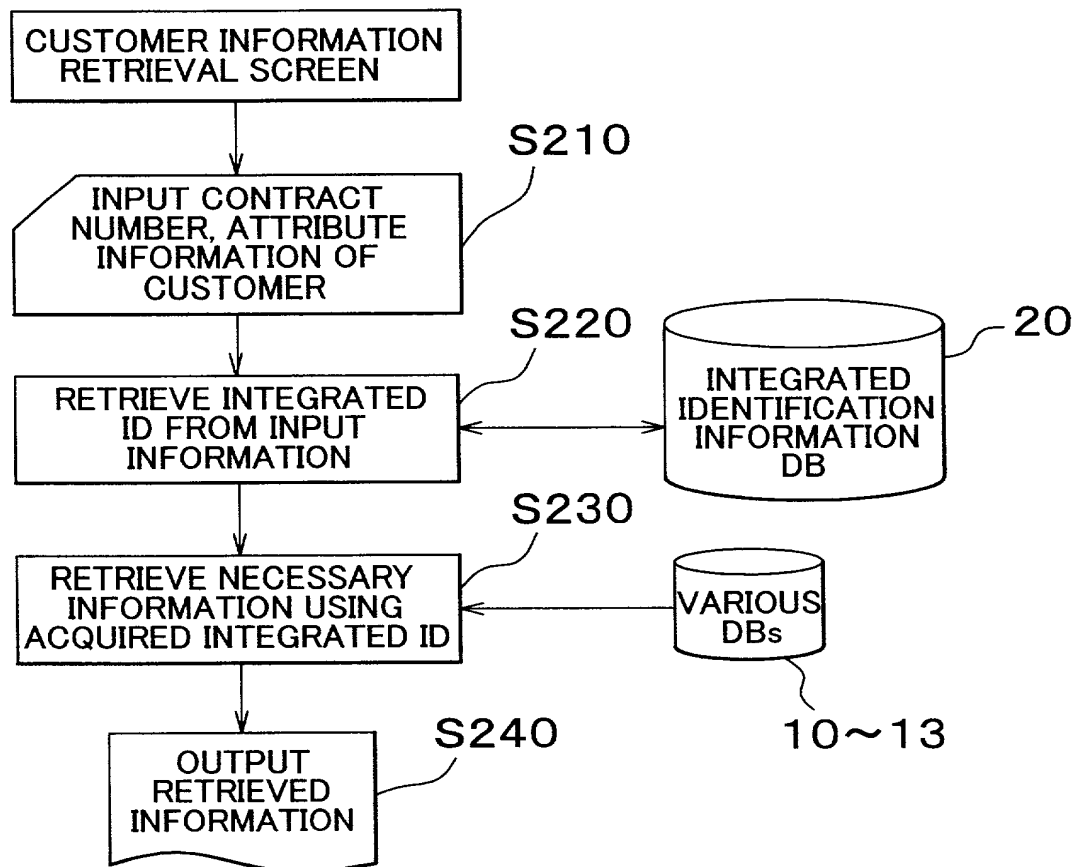 CUSTOMER INFORMATION
RETRIEVAL SCREEN
S210
INPUT CONTRACT
NUMBER, ATTRIBUTE
INFORMATION OF
CUSTOMER
S220
RETRIEVE INTEGRATED
ID FROM INPUT
INFORMATION
20
INTEGRATED
IDENTIFICATION
INFORMATION
DB
S230
RETRIEVE NECESSARY
INFORMATION USING
ACQUIRED INTEGRATED ID
VARIOUS
DBs
10～13
S240
OUTPUT
RETRIEVED
INFORMATION